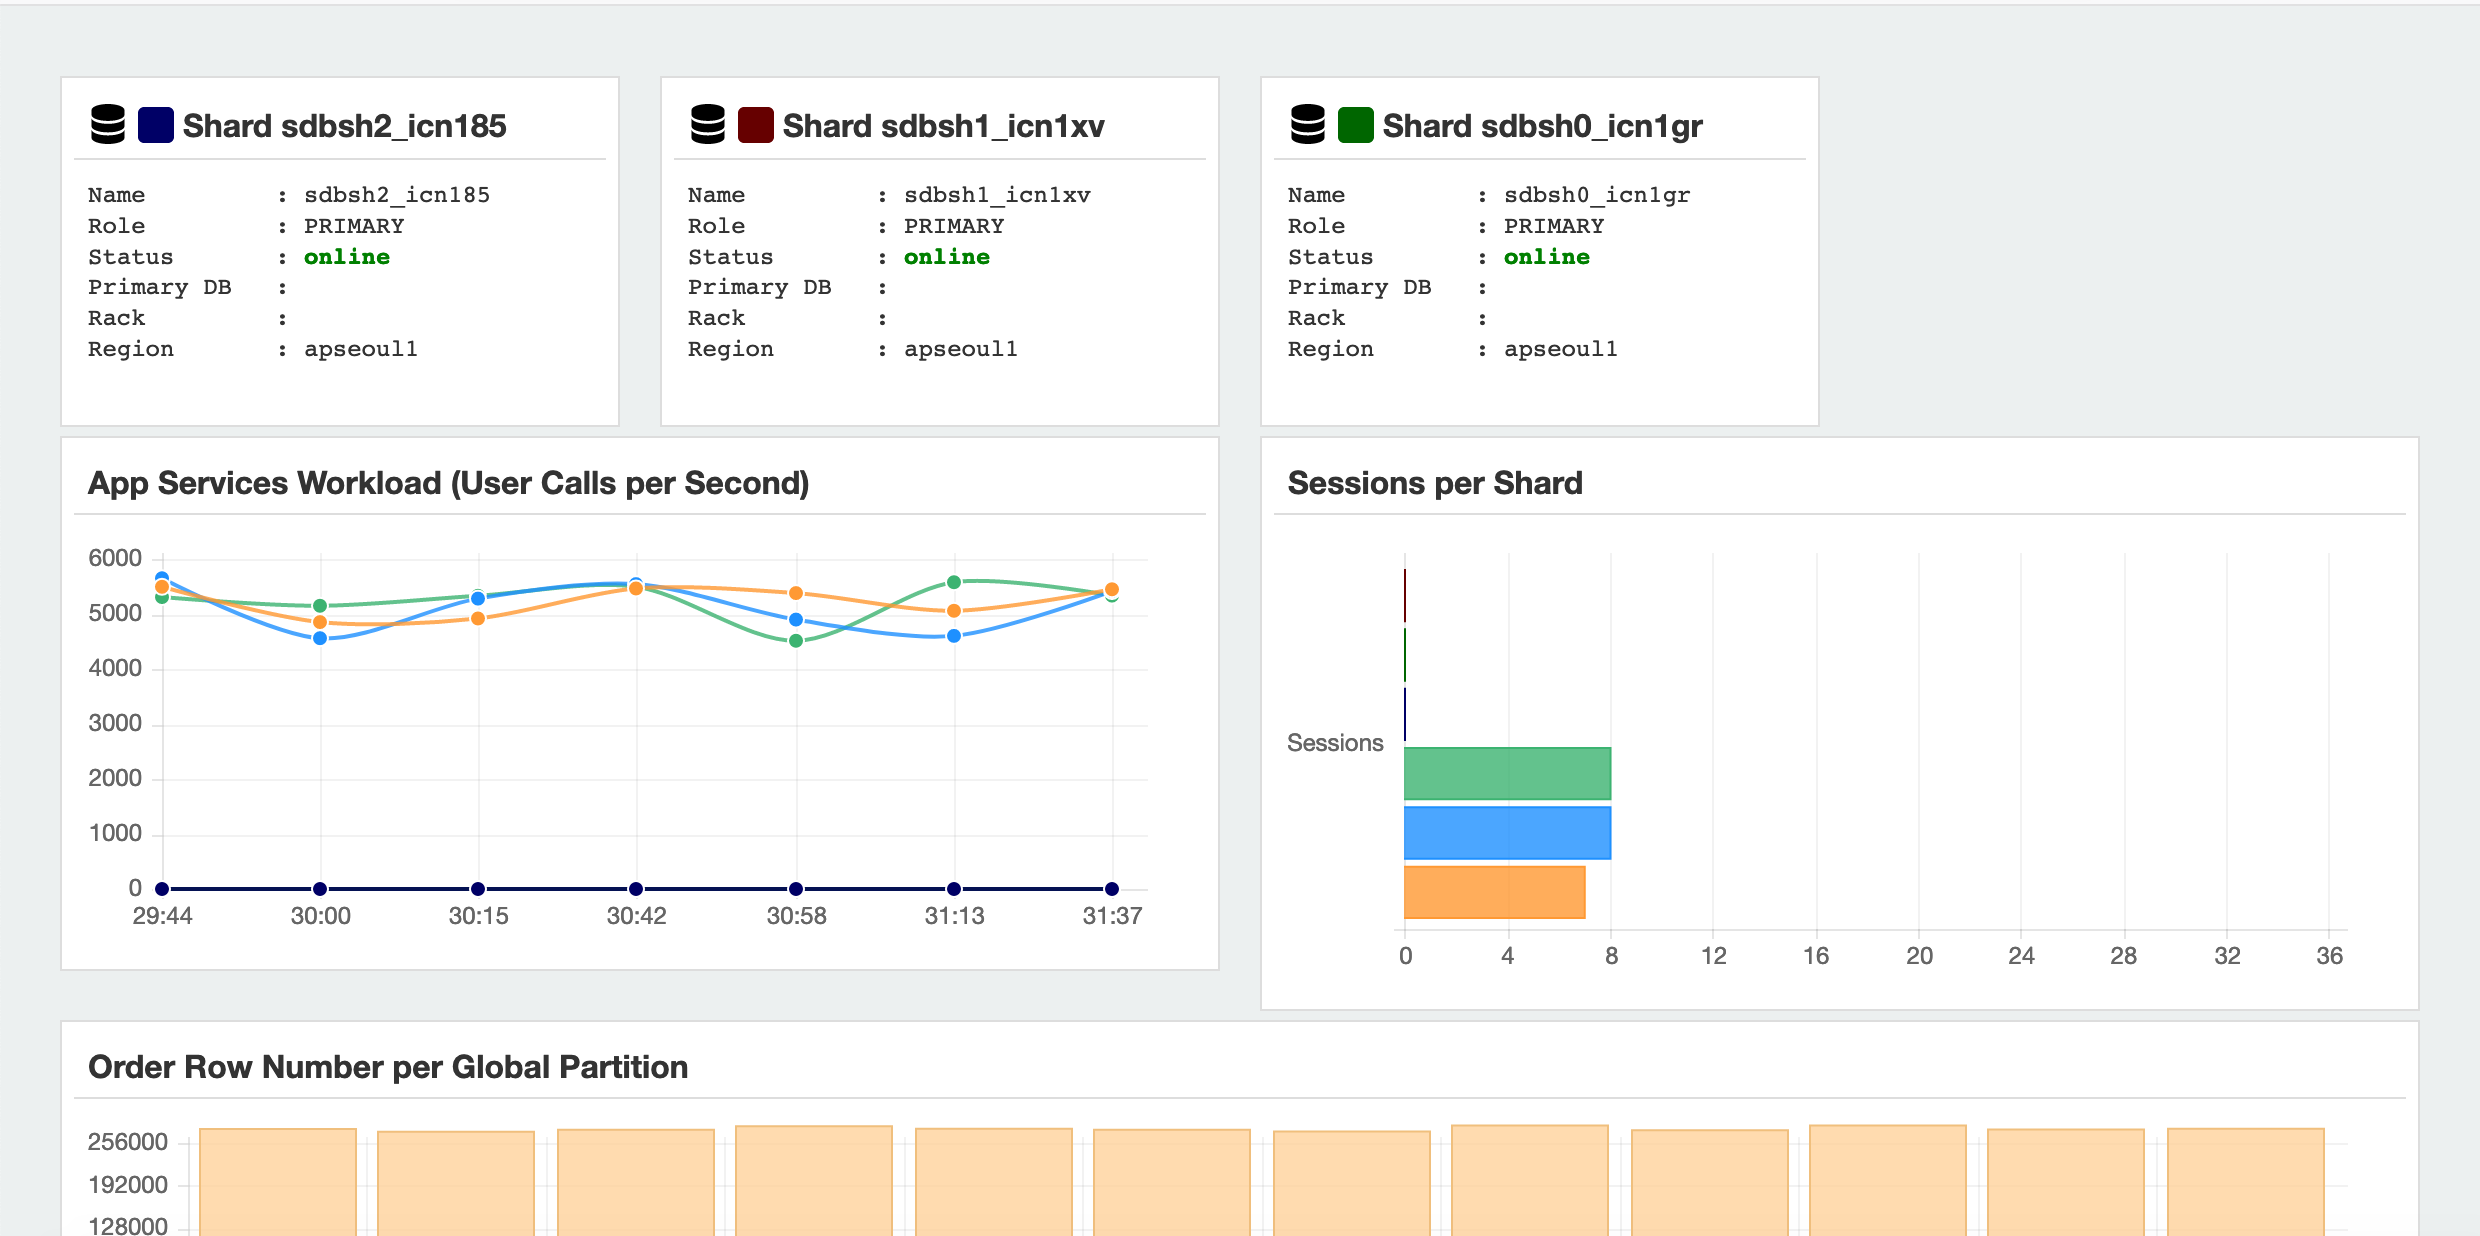 Shard sdbsh2_icn185
Name : sdbsh2_icn185
Role : PRIMARY
Status : online
Primary DB :
Rack :
Region : apseoul1
Shard sdbsh1_icn1xv
Name : sdbsh1_icn1xv
Role : PRIMARY
Status : online
Primary DB :
Rack :
Region : apseoul1
Shard sdbsh0_icn1gr
Name : sdbsh0_icn1gr
Role : PRIMARY
Status : online
Primary DB :
Rack :
Region : apseoul1
App Services Workload (User Calls per Second)
6000
5000
4000
3000
2000
1000
0
29:44 30:00 30:15 30:42 30:58 31:13 31:37
Sessions per Shard
Sessions
0 4 8 12 16 20 24 28 32 36
Order Row Number per Global Partition
256000
192000
128000